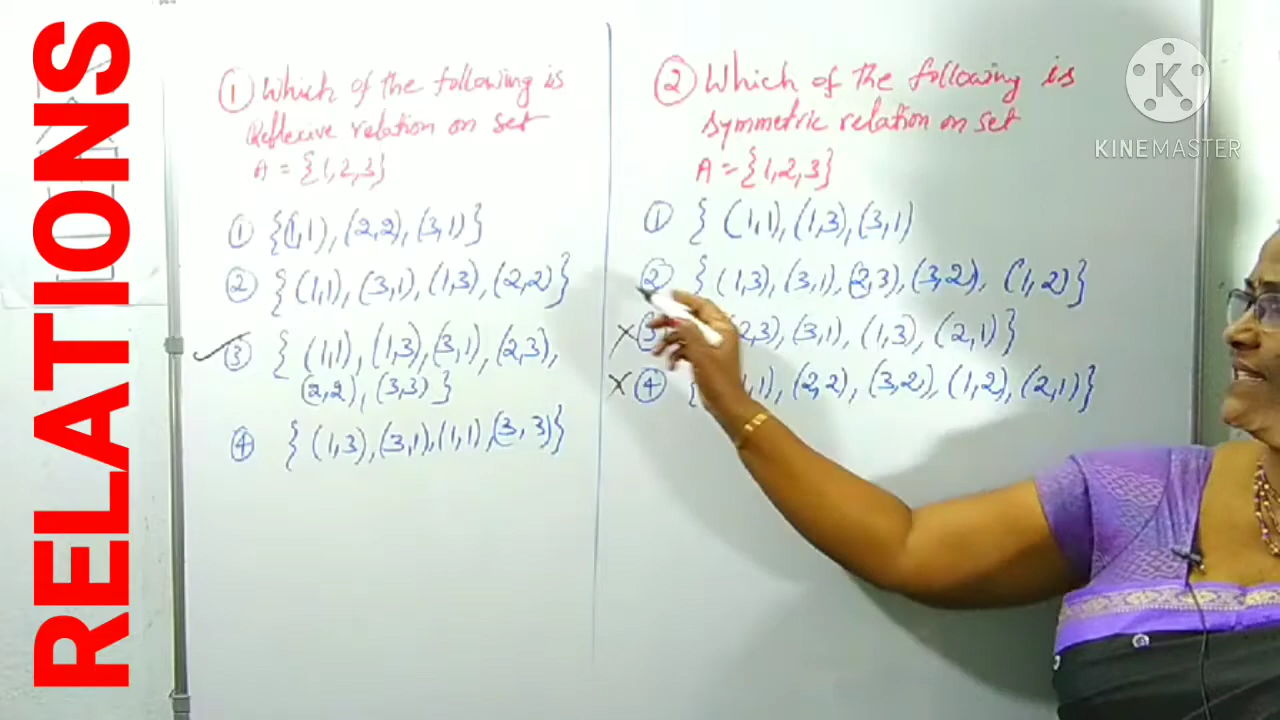 RELATIONS
① Which of the following is
Reflexive relation on set
A = {1,2,3}
① {(1,1), (2,2), (3,1)}
② {(1,1), (3,1), (1,3), (2,2)}
③ { (1,1), (1,3), (3,1), (2,3),
(2,2), (3,3) }
④ { (1,3), (3,1), (1,1), (3,3)}
② Which of the following is
symmetric relation on set
A = {1,2,3}
① { (1,1), (1,3), (3,1)
② { (1,3), (3,1), (2,3), (3,2), (1,2)}
③ 2,3), (3,1), (1,3), (2,1) }
④ { ,1), (2,2), (3,2), (1,2), (2,1) }
K
KINEMASTER